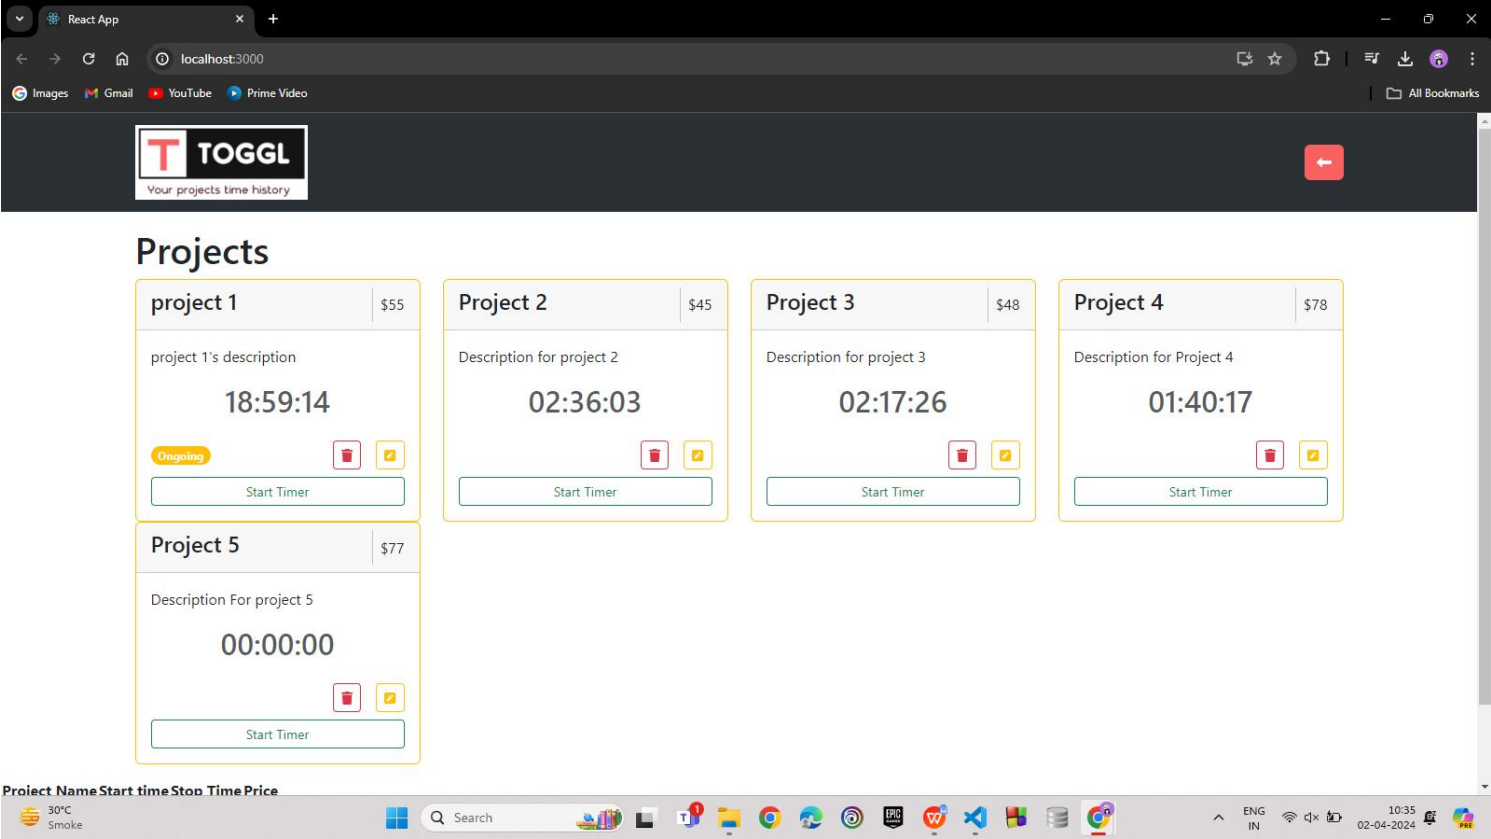 React App
localhost:3000
Images Gmail YouTube Prime Video All Bookmarks
T TOGGL
Your projects time history
Projects
project 1 $55
project 1's description
18:59:14
Ongoing
Start Timer
Project 2 $45
Description for project 2
02:36:03
Start Timer
Project 3 $48
Description for project 3
02:17:26
Start Timer
Project 4 $78
Description for Project 4
01:40:17
Start Timer
Project 5 $77
Description For project 5
00:00:00
Start Timer
Project Name Start time Stop Time Price
30°C
Smoke
Search
1
EPIC
GAMES
ENG
IN
10:35
02-04-2024
PRE